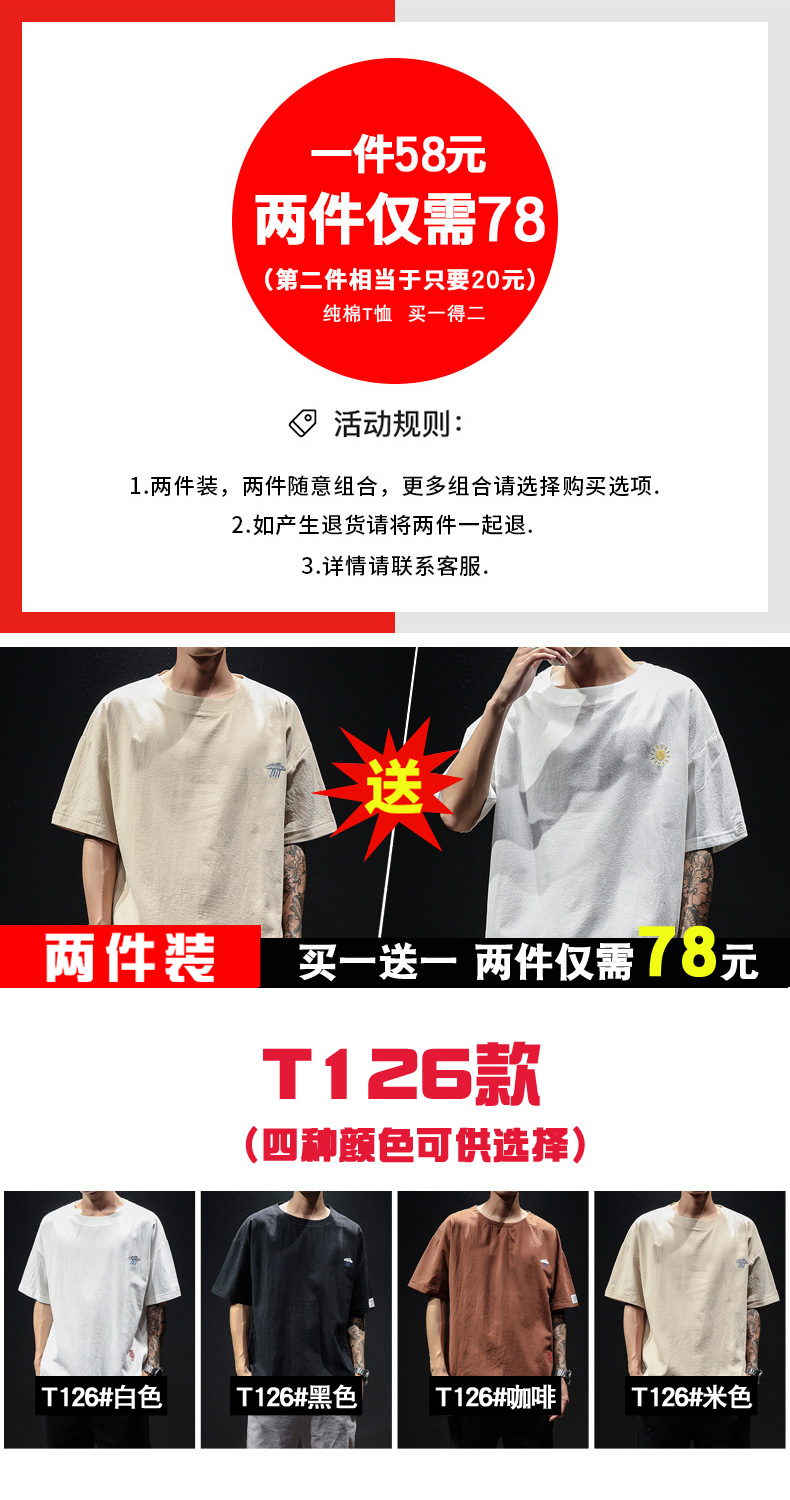 一件58元
两件仅需78
（第二件相当于只要20元）
纯棉T恤 买一得二
活动规则：
1.两件装，两件随意组合，更多组合请选择购买选项.
2.如产生退货请将两件一起退.
3.详情请联系客服.
送
两件装
买一送一 两件仅需78元
T126款
（四种颜色可供选择）
T126#白色
T126#黑色
T126#咖啡
T126#米色